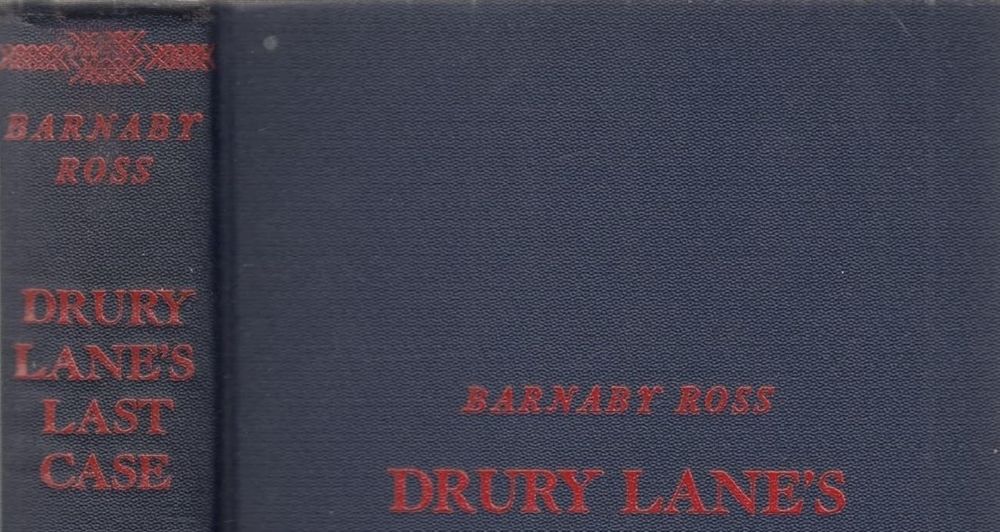 BARNABY
ROSS
DRURY
LANE'S
LAST
CASE
BARNABY ROSS
DRURY LANE'S